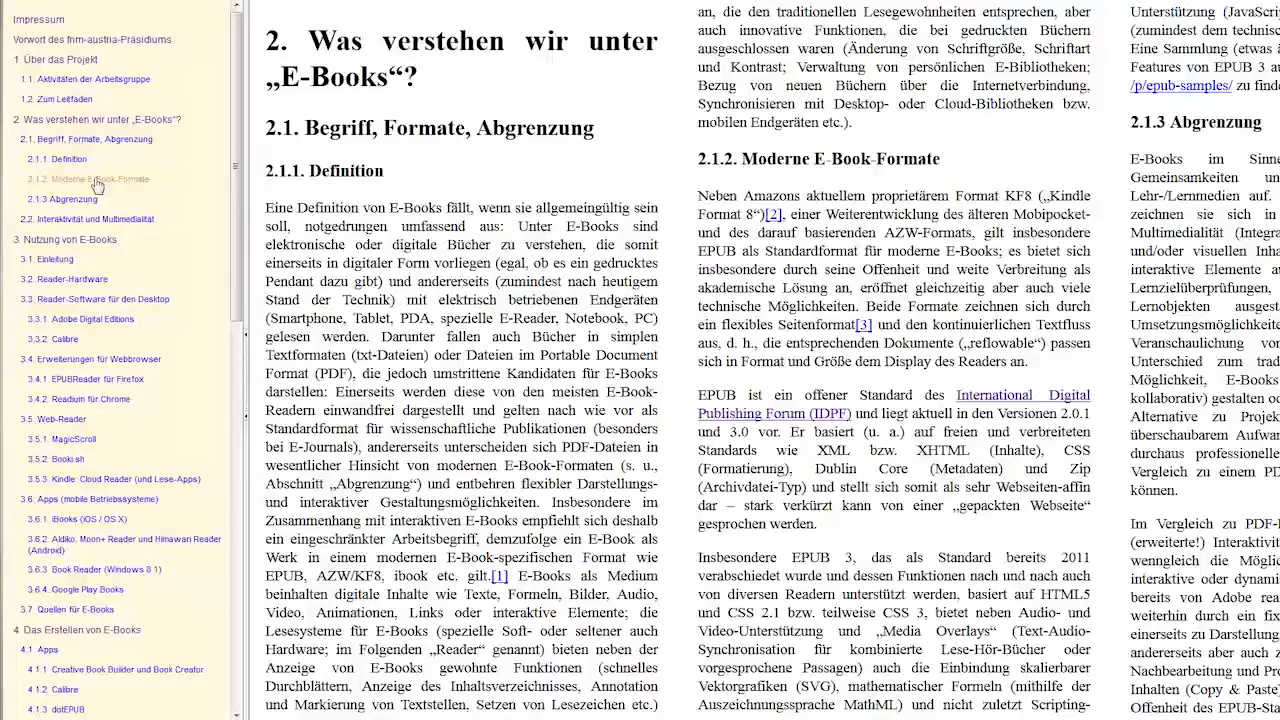 Impressum
Vorwort des fnm-austria-Präsidiums
1 Über das Projekt
1.1. Aktivitäten der Arbeitsgruppe
1.2. Zum Leitfaden
2 Was verstehen wir unter „E-Books“?
2.1. Begriff, Formate, Abgrenzung
2.1.1. Definition
2.1.2. Moderne E-Book-Formate
2.1.3 Abgrenzung
2.2. Interaktivität und Multimedialität
3 Nutzung von E-Books
3.1. Einleitung
3.2. Reader-Hardware
3.3. Reader-Software für den Desktop
3.3.1. Adobe Digital Editions
3.3.2. Calibre
3.4. Erweiterungen für Webbrowser
3.4.1. EPUBReader für Firefox
3.4.2. Readium für Chrome
3.5. Web-Reader
3.5.1. MagicScroll
3.5.2. Booki.sh
3.5.3. Kindle: Cloud Reader (und Lese-Apps)
3.6. Apps (mobile Betriebssysteme)
3.6.1. iBooks (iOS / OS X)
3.6.2. Aldiko, Moon+ Reader und Himawari Reader
(Android)
3.6.3. Book Reader (Windows 8.1)
3.6.4. Google Play Books
3.7. Quellen für E-Books
4 Das Erstellen von E-Books
4.1. Apps
4.1.1. Creative Book Builder und Book Creator
4.1.2. Calibre
4.1.3. dotEPUB
2. Was verstehen wir unter
„E-Books“?
2.1. Begriff, Formate, Abgrenzung
2.1.1. Definition
Eine Definition von E-Books fällt, wenn sie allgemeingültig sein
soll, notgedrungen umfassend aus: Unter E-Books sind
elektronische oder digitale Bücher zu verstehen, die somit
einerseits in digitaler Form vorliegen (egal, ob es ein gedrucktes
Pendant dazu gibt) und andererseits (zumindest nach heutigem
Stand der Technik) mit elektrisch betriebenen Endgeräten
(Smartphone, Tablet, PDA, spezielle E-Reader, Notebook, PC)
gelesen werden. Darunter fallen auch Bücher in simplen
Textformaten (txt-Dateien) oder Dateien im Portable Document
Format (PDF), die jedoch umstrittene Kandidaten für E-Books
darstellen: Einerseits werden diese von den meisten E-Book-
Readern einwandfrei dargestellt und gelten nach wie vor als
Standardformat für wissenschaftliche Publikationen (besonders
bei E-Journals), andererseits unterscheiden sich PDF-Dateien in
wesentlicher Hinsicht von modernen E-Book-Formaten (s. u.,
Abschnitt „Abgrenzung“) und entbehren flexibler Darstellungs-
und interaktiver Gestaltungsmöglichkeiten. Insbesondere im
Zusammenhang mit interaktiven E-Books empfiehlt sich deshalb
ein eingeschränkter Arbeitsbegriff, demzufolge ein E-Book als
Werk in einem modernen E-Book-spezifischen Format wie
EPUB, AZW/KF8, ibook etc. gilt.[1] E-Books als Medium
beinhalten digitale Inhalte wie Texte, Formeln, Bilder, Audio,
Video, Animationen, Links oder interaktive Elemente; die
Lesesysteme für E-Books (spezielle Soft- oder seltener auch
Hardware; im Folgenden „Reader“ genannt) bieten neben der
Anzeige von E-Books gewohnte Funktionen (schnelles
Durchblättern, Anzeige des Inhaltsverzeichnisses, Annotation
und Markierung von Textstellen, Setzen von Lesezeichen etc.)
an, die den traditionellen Lesegewohnheiten entsprechen, aber
auch innovative Funktionen, die bei gedruckten Büchern
ausgeschlossen waren (Änderung von Schriftgröße, Schriftart
und Kontrast; Verwaltung von persönlichen E-Bibliotheken;
Bezug von neuen Büchern über die Internetverbindung,
Synchronisieren mit Desktop- oder Cloud-Bibliotheken bzw.
mobilen Endgeräten etc.).
2.1.2. Moderne E-Book-Formate
Neben Amazons aktuellem proprietärem Format KF8 („Kindle
Format 8“)[2], einer Weiterentwicklung des älteren Mobipocket-
und des darauf basierenden AZW-Formats, gilt insbesondere
EPUB als Standardformat für moderne E-Books; es bietet sich
insbesondere durch seine Offenheit und weite Verbreitung als
akademische Lösung an, eröffnet gleichzeitig aber auch viele
technische Möglichkeiten. Beide Formate zeichnen sich durch
ein flexibles Seitenformat[3] und den kontinuierlichen Textfluss
aus, d. h., die entsprechenden Dokumente („reflowable“) passen
sich in Format und Größe dem Display des Readers an.
EPUB ist ein offener Standard des International Digital
Publishing Forum (IDPF) und liegt aktuell in den Versionen 2.0.1
und 3.0 vor. Er basiert (u. a.) auf freien und verbreiteten
Standards wie XML bzw. XHTML (Inhalte), CSS
(Formatierung), Dublin Core (Metadaten) und Zip
(Archivdatei-Typ) und stellt sich somit als sehr Webseiten-affin
dar – stark verkürzt kann von einer „gepackten Webseite“
gesprochen werden.
Insbesondere EPUB 3, das als Standard bereits 2011
verabschiedet wurde und dessen Funktionen nach und nach auch
von diversen Readern unterstützt werden, basiert auf HTML5
und CSS 2.1 bzw. teilweise CSS 3, bietet neben Audio- und
Video-Unterstützung und „Media Overlays“ (Text-Audio-
Synchronisation für kombinierte Lese-Hör-Bücher oder
vorgesprochene Passagen) auch die Einbindung skalierbarer
Vektorgrafiken (SVG), mathematischer Formeln (mithilfe der
Auszeichnungssprache MathML) und nicht zuletzt Scripting-
Unterstützung (JavaScri
(zumindest dem technisc
Eine Sammlung (etwas ä
Features von EPUB 3 au
/p/epub-samples/ zu finde
2.1.3 Abgrenzung
E-Books im Sinne
Gemeinsamkeiten un
Lehr-/Lernmedien auf.
zeichnen sie sich in
Multimedialität (Integra
und/oder visuellen Inha
interaktive Elemente a
Lernzielüberprüfungen,
Lernobjekten ausgest
Umsetzungsmöglichkeite
Veranschaulichung vor
Unterschied zum trad
Möglichkeit, E-Books
kollaborativ) gestalten od
Alternative zu Projek
überschaubarem Aufwa
durchaus professionelle
Vergleich zu einem PD
können.
Im Vergleich zu PDF-D
(erweiterte!) Interaktivit
wenngleich die Möglic
interaktive oder dynami
bereits von Adobe rea
weiterhin durch ein fix
einerseits zu Darstellung
andererseits aber auch z
Nachbearbeitung und Pro
Inhalten (Copy & Paste)
Offenheit des EPUB-Sta